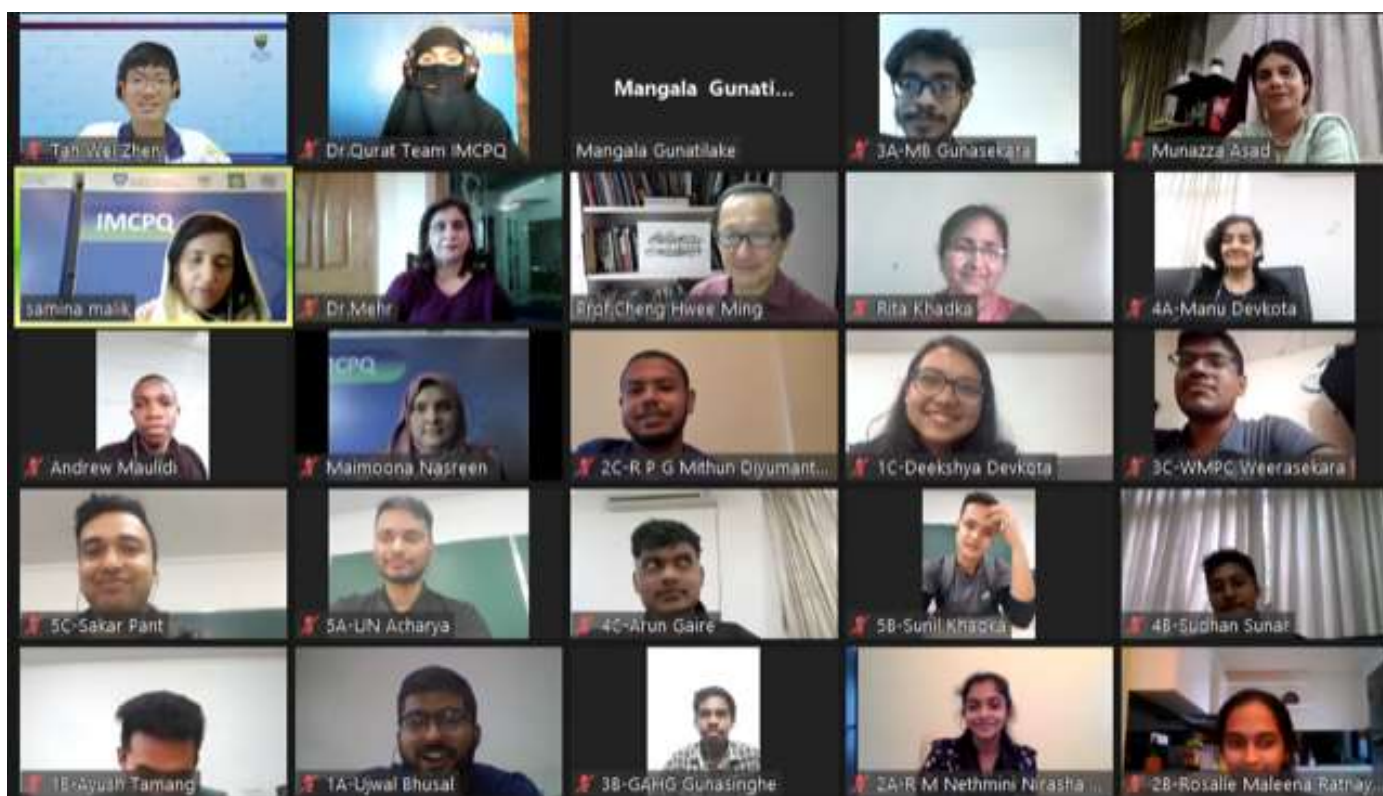 Mangala Gunati...
Tan Wei Zhen
Dr.Qurat Team IMCPQ
Mangala Gunatilake
3A-MB Gunasekara
Munazza Asad
IMCPQ
samina malik
Dr.Mehr
Prof.Cheng Hwee Ming
Rita Khadka
4A-Manu Devkota
MCPQ
Andrew Maulidi
Maimoona Nasreen
2C-R P G Mithun Diyumant...
1C-Deekshya Devkota
3C-WMPC Weerasekara
5C-Sakar Pant
5A-UN Acharya
4C-Arun Gaire
5B-Sunil Khadka
4B-Sudhan Sunar
1B-Ayush Tamang
1A-Ujwal Bhusal
3B-GAHG Gunasinghe
2A-R M Nethmini Nirasha ...
2B-Rosalie Maleena Ratnay...